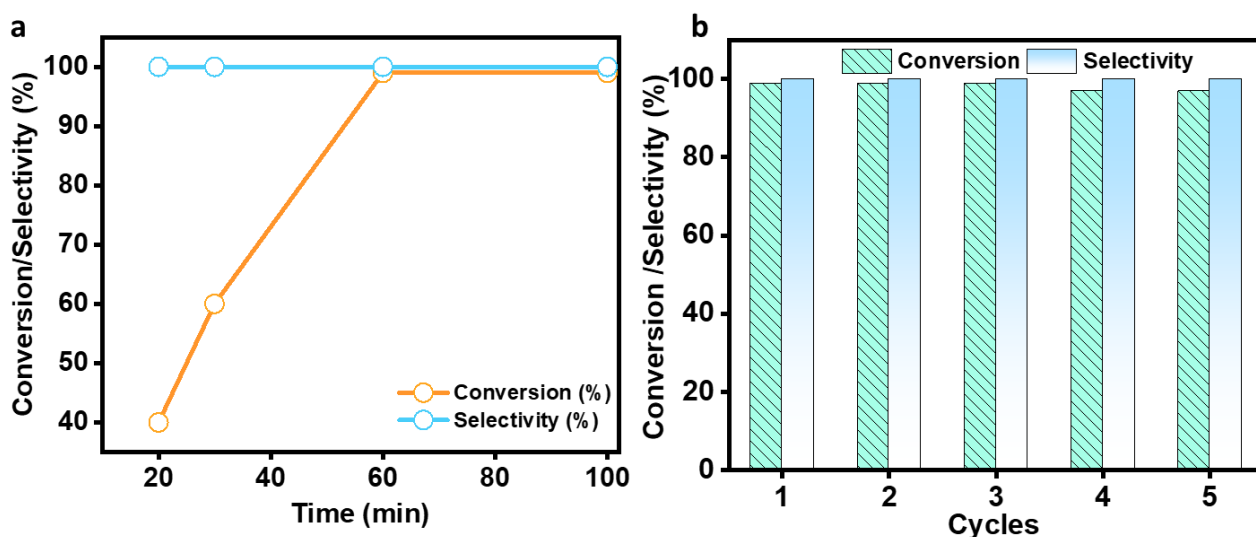 a
Conversion/Selectivity (%)
100
90
80
70
60
50
40
Conversion (%)
Selectivity (%)
20
40
60
80
100
Time (min)
b
Conversion /Selectivity (%)
100
80
60
40
20
0
Conversion
Selectivity
1
2
3
4
5
Cycles